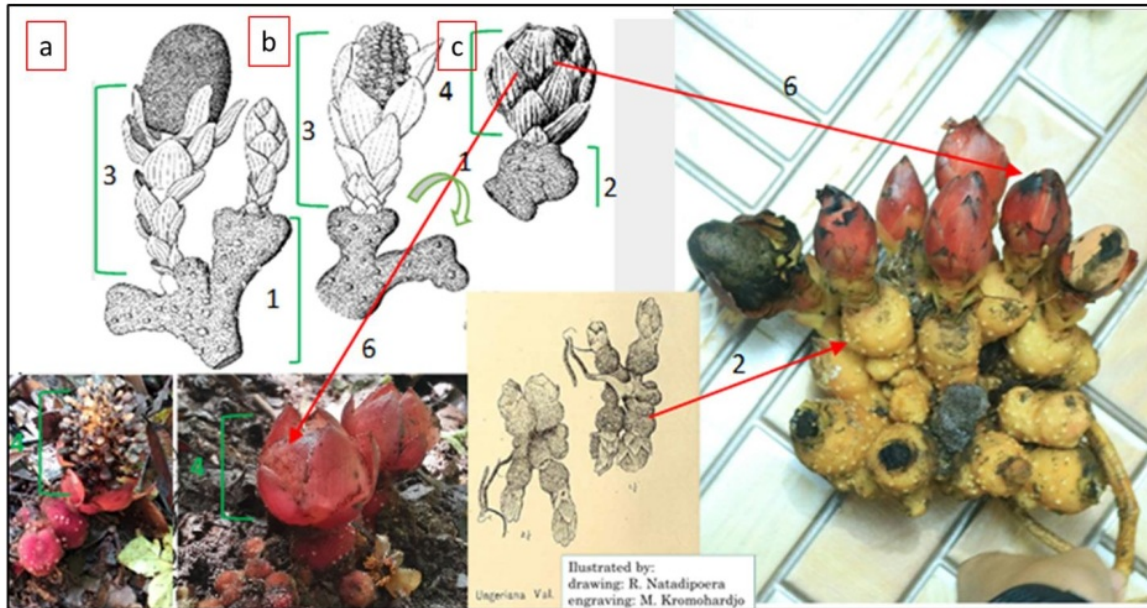 a
b
c
6
3
4
3
1
2
1
6
2
4
4
Ungeriana Val.
Ilustrated by:
drawing: R. Natadipoera
engraving: M. Kromohardjo